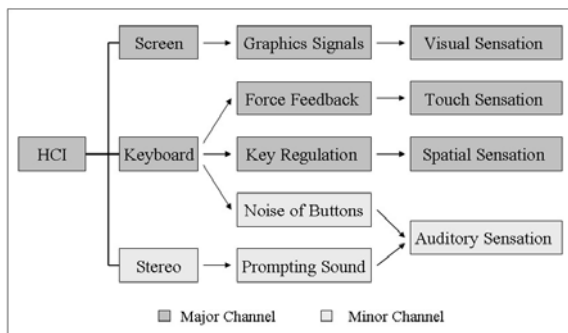 Screen
Graphics Signals
Visual Sensation
Force Feedback
Touch Sensation
HCI
Keyboard
Key Regulation
Spatial Sensation
Noise of Buttons
Auditory Sensation
Stereo
Prompting Sound
Major Channel
Minor Channel